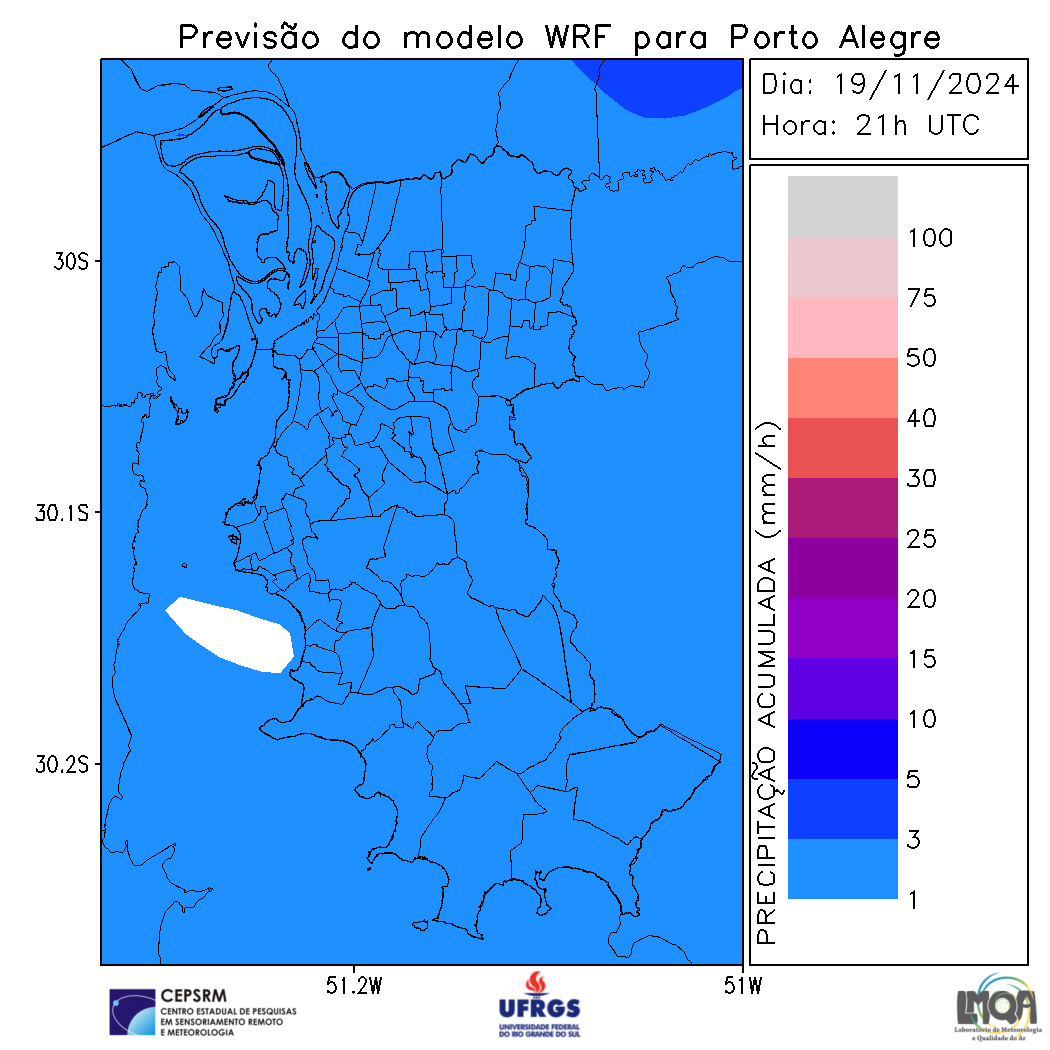 Previsão do modelo WRF para Porto Alegre
Dia: 19/11/2024
Hora: 21h UTC
30S
30.1S
30.2S
51.2W
51W
PRECIPITAÇÃO ACUMULADA (mm/h)
100
75
50
40
30
25
20
15
10
5
3
1
CEPSRM
CENTRO ESTADUAL DE PESQUISAS
EM SENSORIAMENTO REMOTO
E METEOROLOGIA
UFRGS
UNIVERSIDADE FEDERAL
DO RIO GRANDE DO SUL
LMQA
Laboratório de Meteorologia
e Qualidade do Ar